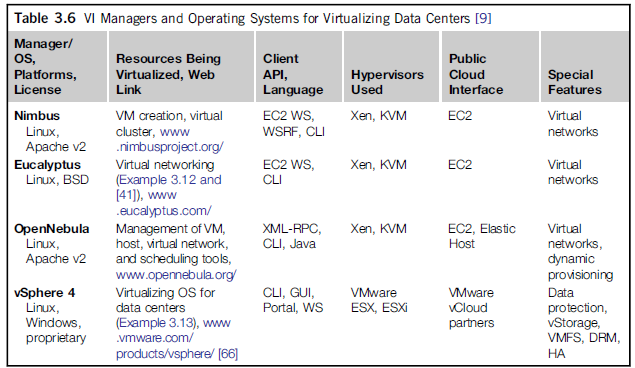 Table 3.6 VI Managers and Operating Systems for Virtualizing Data Centers [9]
Manager/
OS,
Platforms,
License
Resources Being
Virtualized, Web
Link
Client
API,
Language
Hypervisors
Used
Public
Cloud
Interface
Special
Features
Nimbus
Linux,
Apache v2
VM creation, virtual
cluster, www
.nimbusproject.org/
EC2 WS,
WSRF, CLI
Xen, KVM
EC2
Virtual
networks
Eucalyptus
Linux, BSD
Virtual networking
(Example 3.12 and
[41]), www
.eucalyptus.com/
EC2 WS,
CLI
Xen, KVM
EC2
Virtual
networks
OpenNebula
Linux,
Apache v2
Management of VM,
host, virtual network,
and scheduling tools,
www.opennebula.org/
XML-RPC,
CLI, Java
Xen, KVM
EC2, Elastic
Host
Virtual
networks,
dynamic
provisioning
vSphere 4
Linux,
Windows,
proprietary
Virtualizing OS for
data centers
(Example 3.13), www
.vmware.com/
products/vsphere/ [66]
CLI, GUI,
Portal, WS
VMware
ESX, ESXi
VMware
vCloud
partners
Data
protection,
vStorage,
VMFS, DRM,
HA